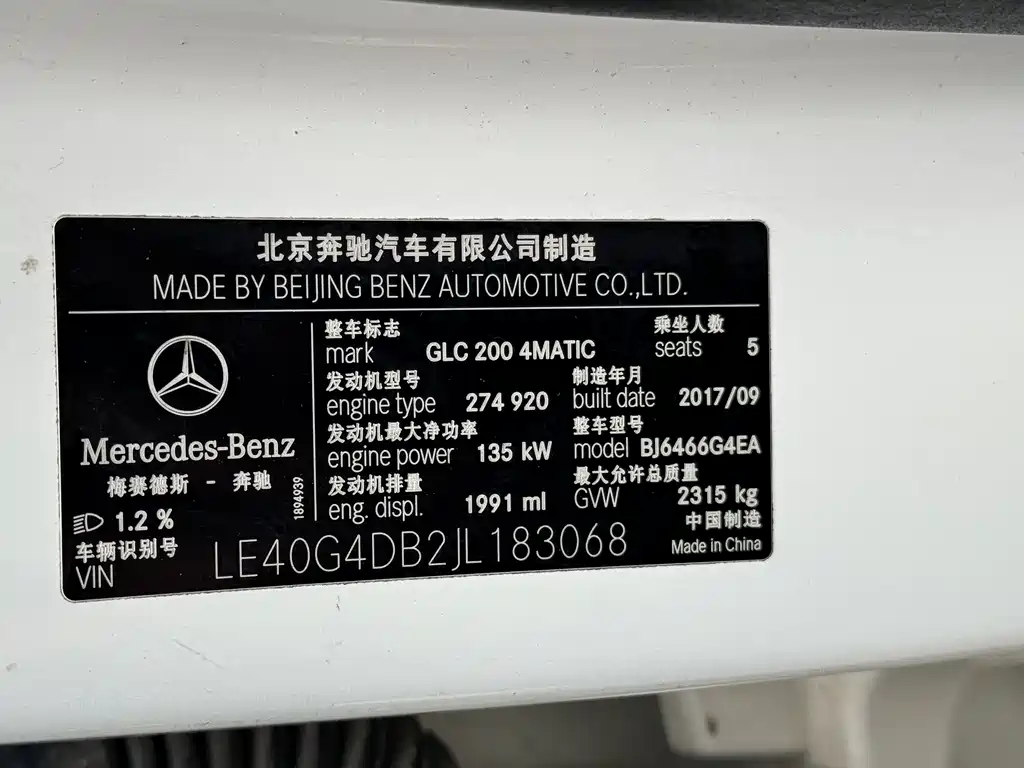 北京奔驰汽车有限公司制造
MADE BY BEIJING BENZ AUTOMOTIVE CO.,LTD.
Mercedes-Benz
梅赛德斯 - 奔驰
1.2 %
1894939
整车标志
mark GLC 200 4MATIC
乘坐人数
seats 5
发动机型号
engine type 274 920
制造年月
built date 2017/09
发动机最大净功率
engine power 135 kW
整车型号
model BJ6466G4EA
发动机排量
eng. displ. 1991 ml
最大允许总质量
GVW 2315 kg
中国制造
Made in China
车辆识别号
VIN LE40G4DB2JL183068